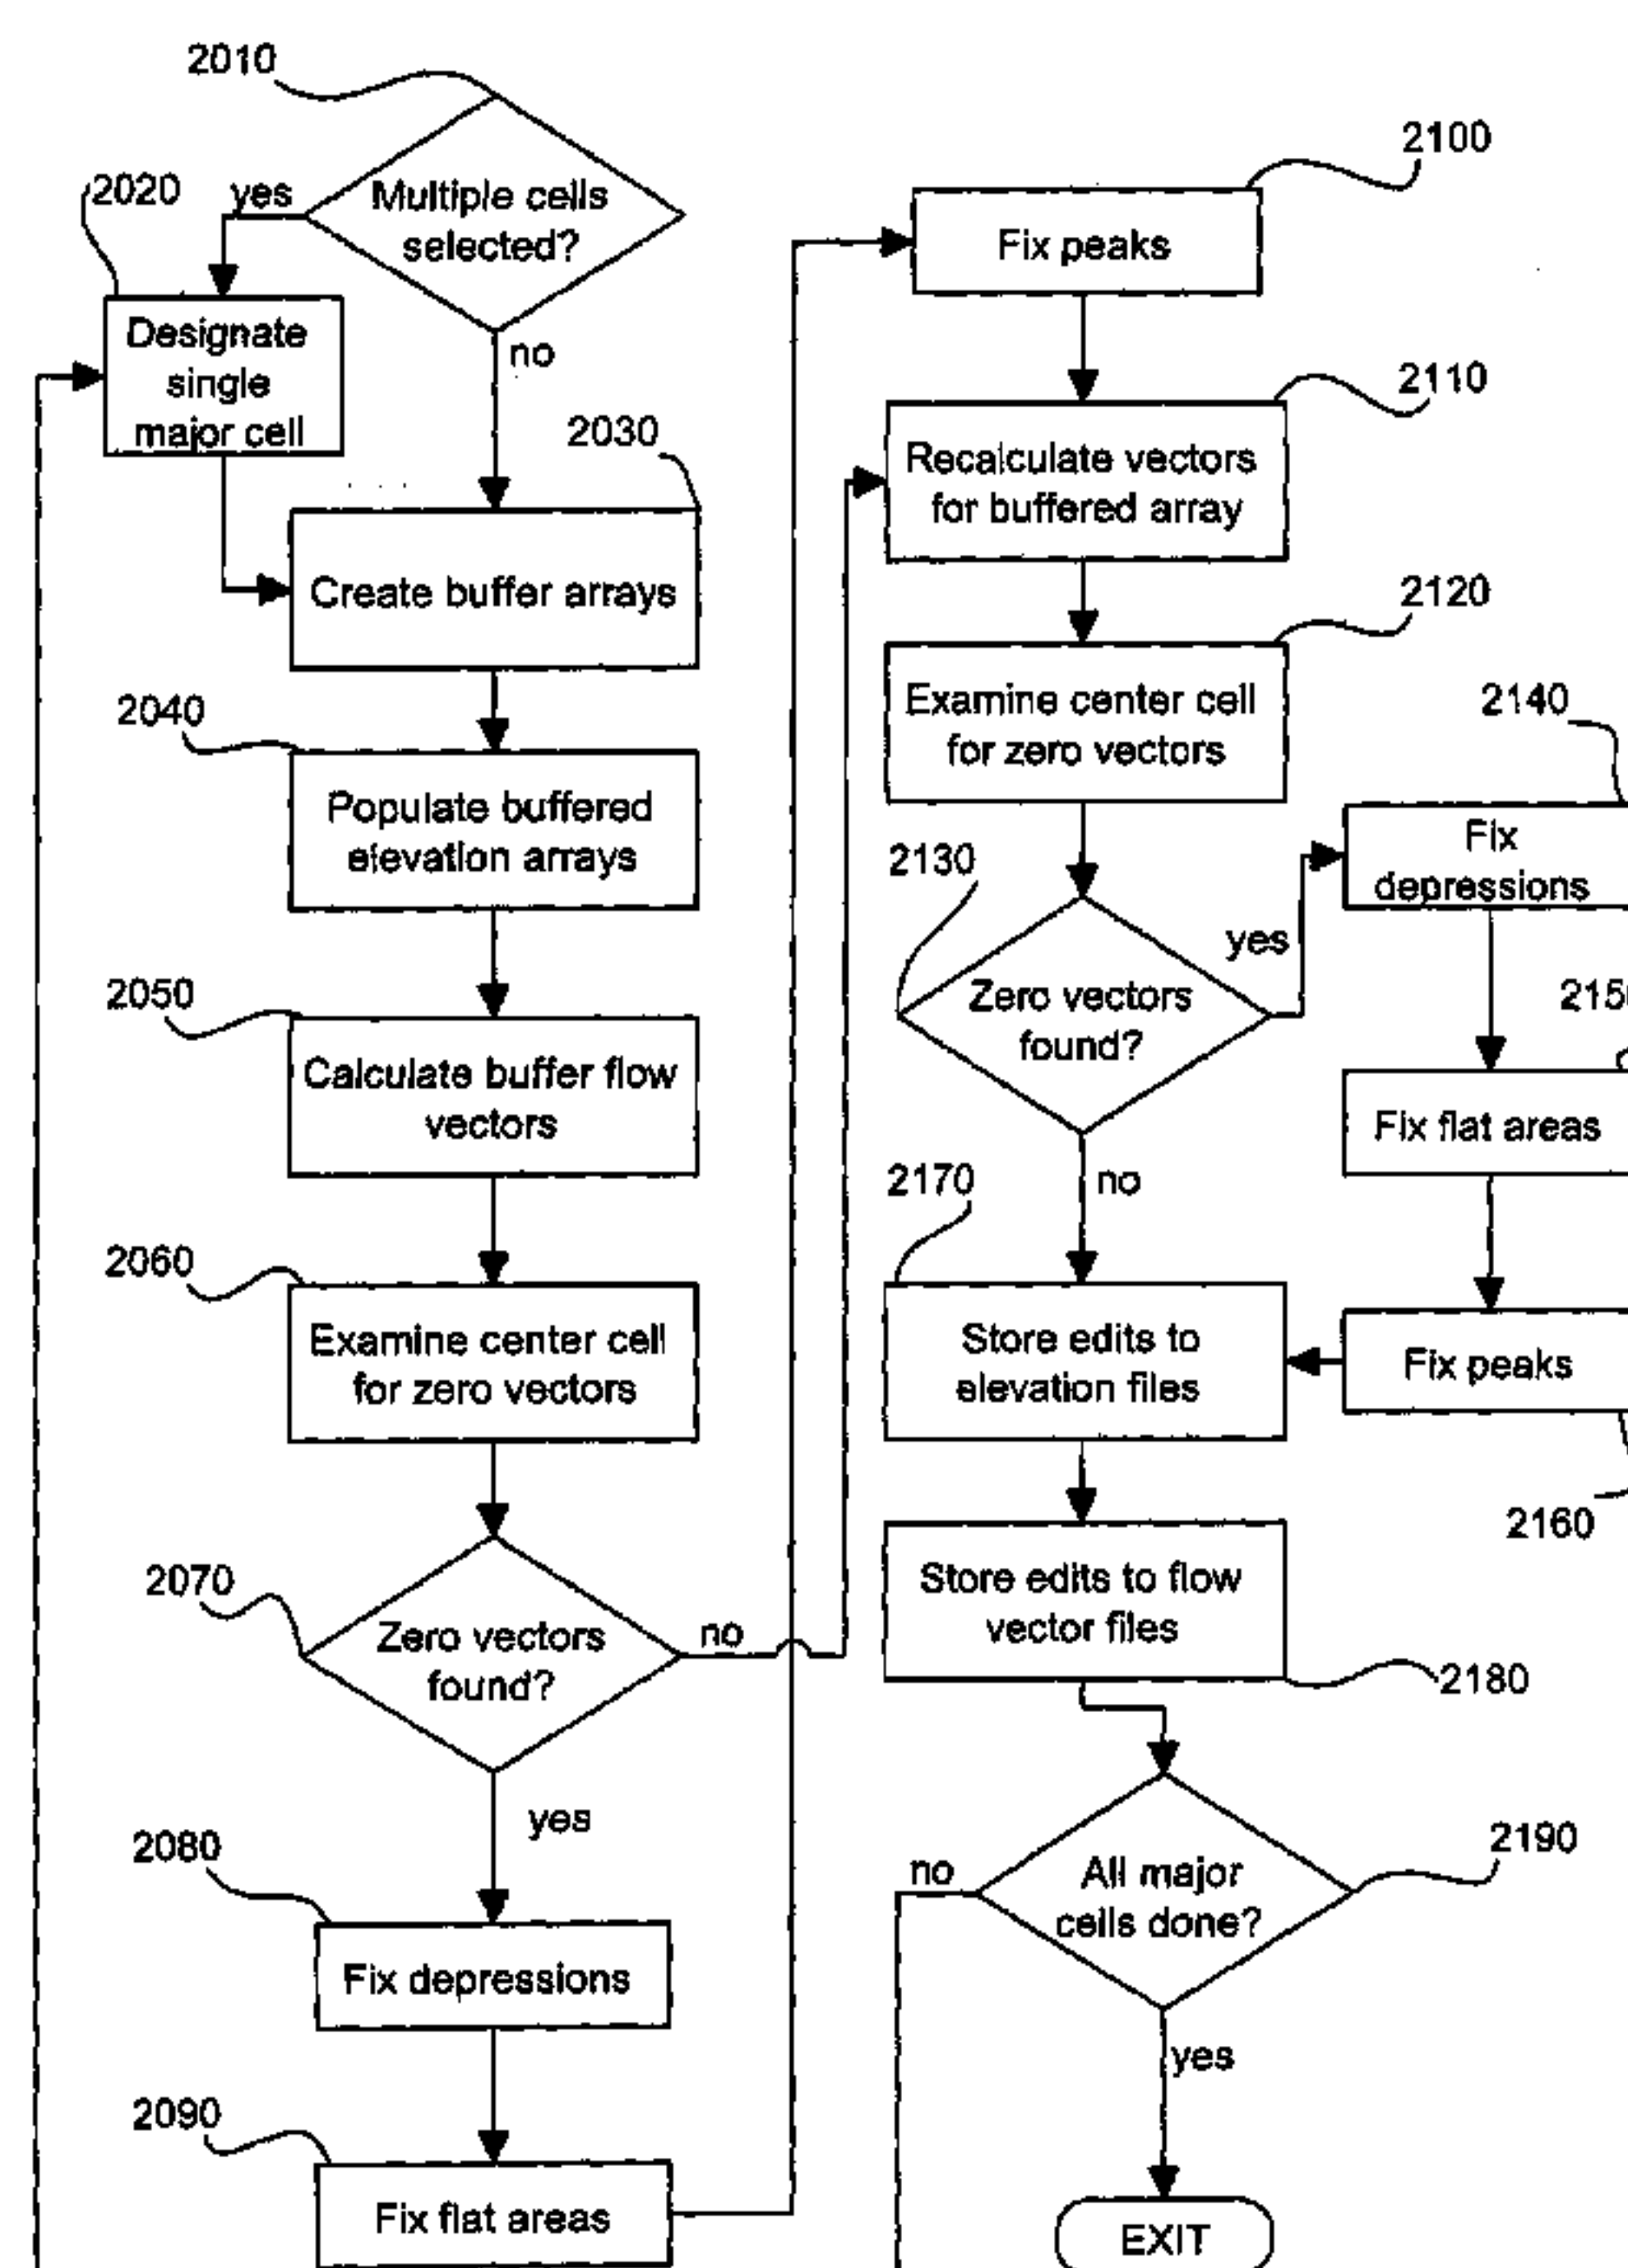 2010
Multiple cells
selected?
yes
no
2020
Designate
single
major cell
2030
Create buffer arrays
2040
Populate buffered
elevation arrays
2050
Calculate buffer flow
vectors
2060
Examine center cell
for zero vectors
2070
Zero vectors
found?
no
yes
2080
Fix depressions
2090
Fix flat areas
2100
Fix peaks
2110
Recalculate vectors
for buffered array
2120
Examine center cell
for zero vectors
2130
Zero vectors
found?
yes
no
2140
Fix
depressions
2150
Fix flat areas
Fix peaks
2160
2170
Store edits to
elevation files
Store edits to flow
vector files
2180
2190
All major
cells done?
no
yes
EXIT